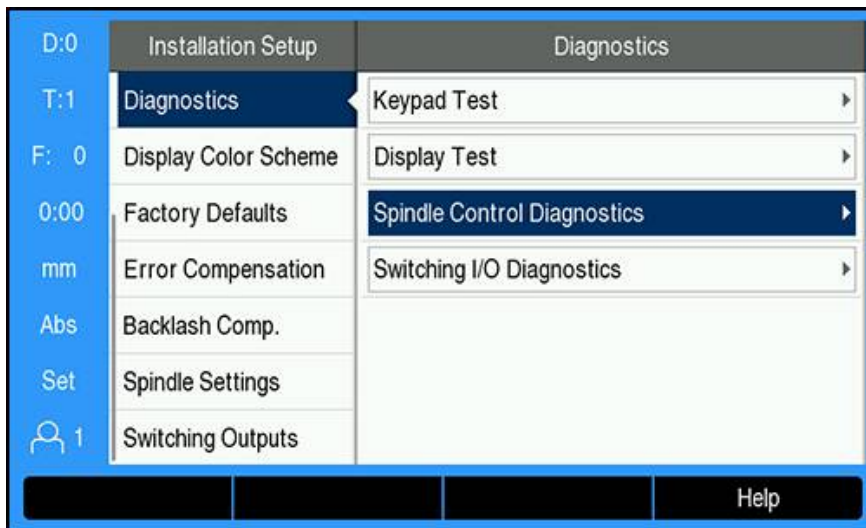 D:0
T:1
F: 0
0:00
mm
Abs
Set
1
Installation Setup
Diagnostics
Display Color Scheme
Factory Defaults
Error Compensation
Backlash Comp.
Spindle Settings
Switching Outputs
Diagnostics
Keypad Test
Display Test
Spindle Control Diagnostics
Switching I/O Diagnostics
Help